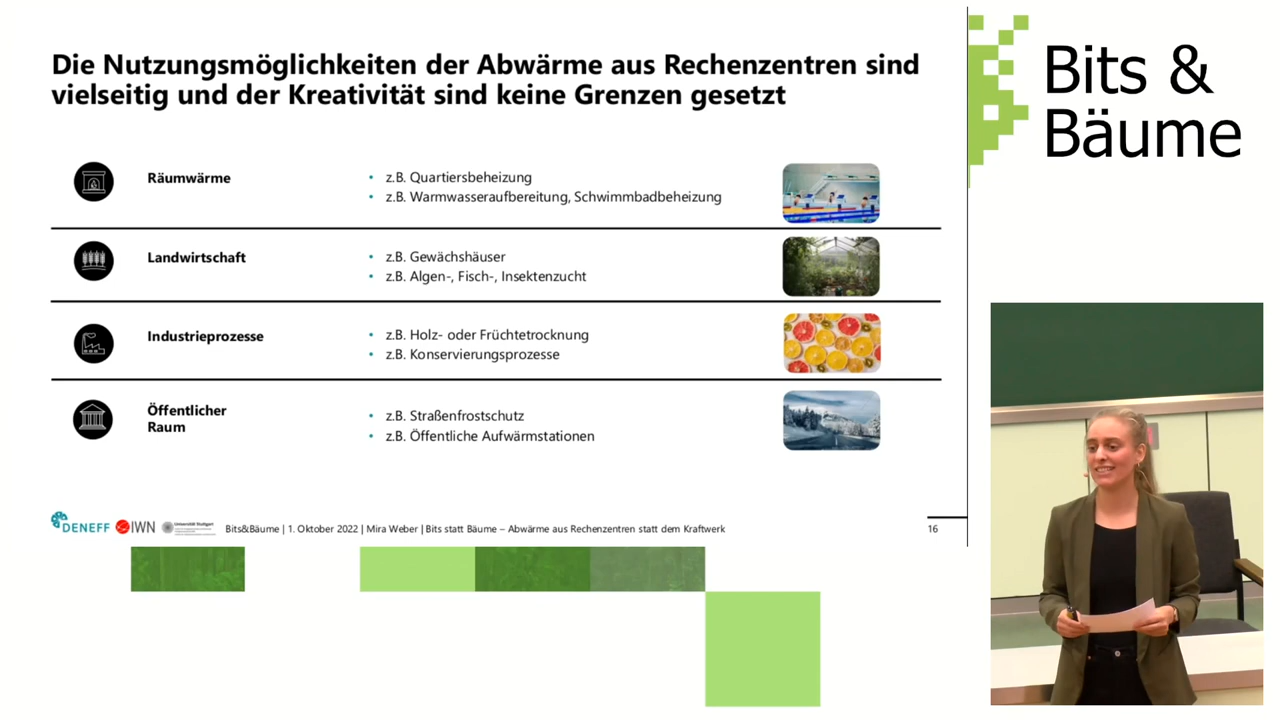 Die Nutzungsmöglichkeiten der Abwärme aus Rechenzentren sind
vielseitig und der Kreativität sind keine Grenzen gesetzt
Bits &
Bäume
Räumwärme
• z.B. Quartiersbeheizung
• z.B. Warmwasseraufbereitung, Schwimmbadbeheizung
Landwirtschaft
• z.B. Gewächshäuser
• z.B. Algen-, Fisch-, Insektenzucht
Industrieprozesse
• z.B. Holz- oder Früchtetrocknung
• z.B. Konservierungsprozesse
Öffentlicher
Raum
• z.B. Straßenfrostschutz
• z.B. Öffentliche Aufwärmstationen
DENEFF IWN Universität Stuttgart Bits&Bäume | 1. Oktober 2022 | Mira Weber | Bits statt Bäume – Abwärme aus Rechenzentren statt dem Kraftwerk 16